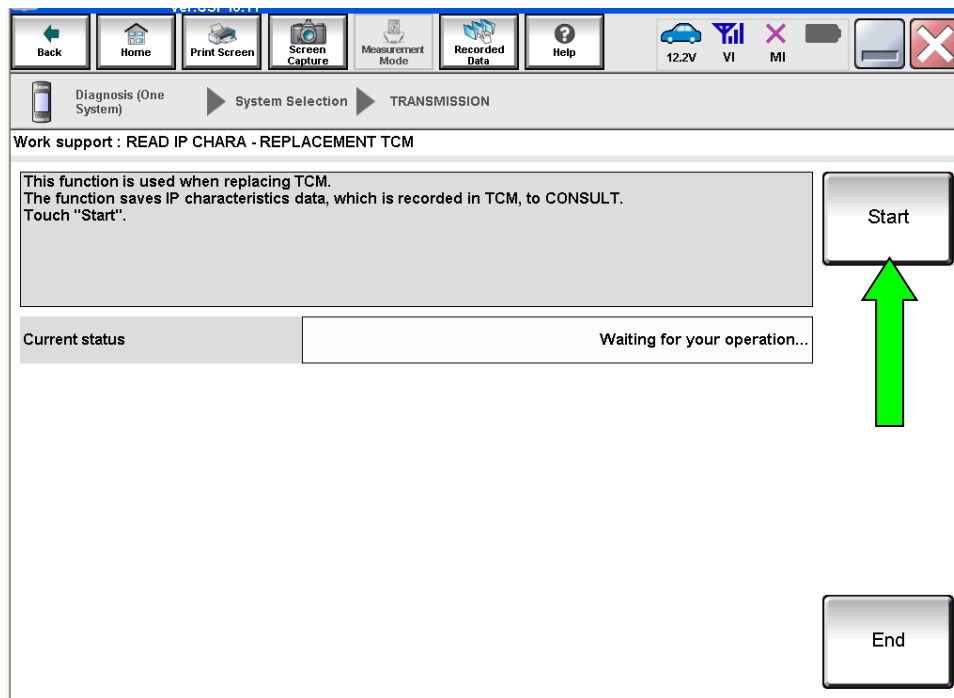 Back
Home
Print Screen
Screen
Capture
Measurement
Mode
Recorded
Data
Help
12.2V
VI
MI
Diagnosis (One
System)
System Selection
TRANSMISSION
Work support : READ IP CHARA - REPLACEMENT TCM
This function is used when replacing TCM.
The function saves IP characteristics data, which is recorded in TCM, to CONSULT.
Touch "Start".
Start
Current status
Waiting for your operation...
End